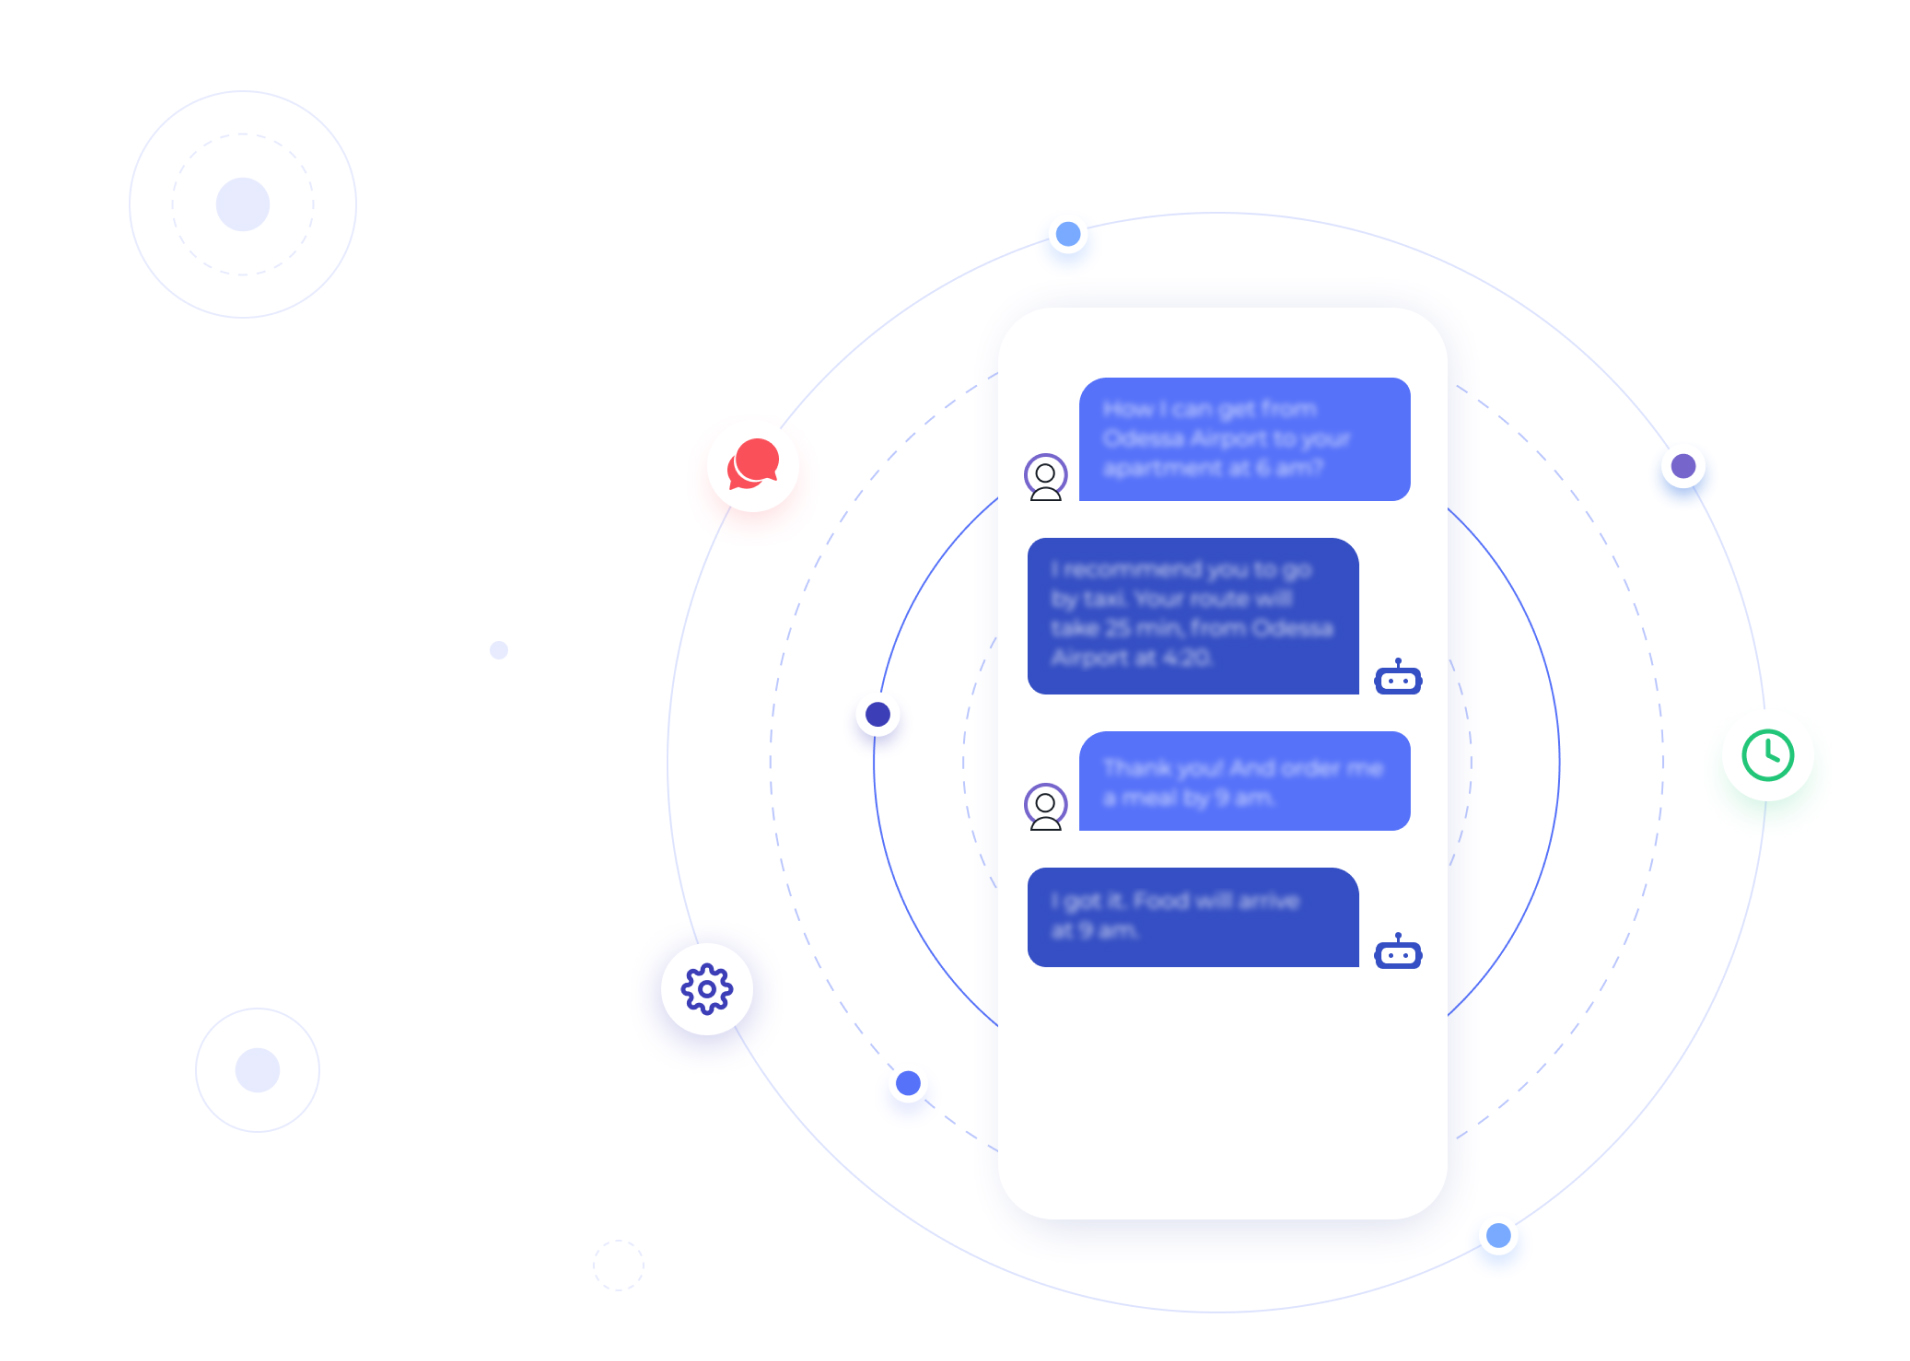 How I can get from
Odessa Airport to your
apartment at 6 am?
I recommend you to go
by taxi. Your route will
take 25 min, from Odessa
Airport at 4:20.
Thank you! And order me
a meal by 9 am.
I got it. Food will arrive
at 9 am.